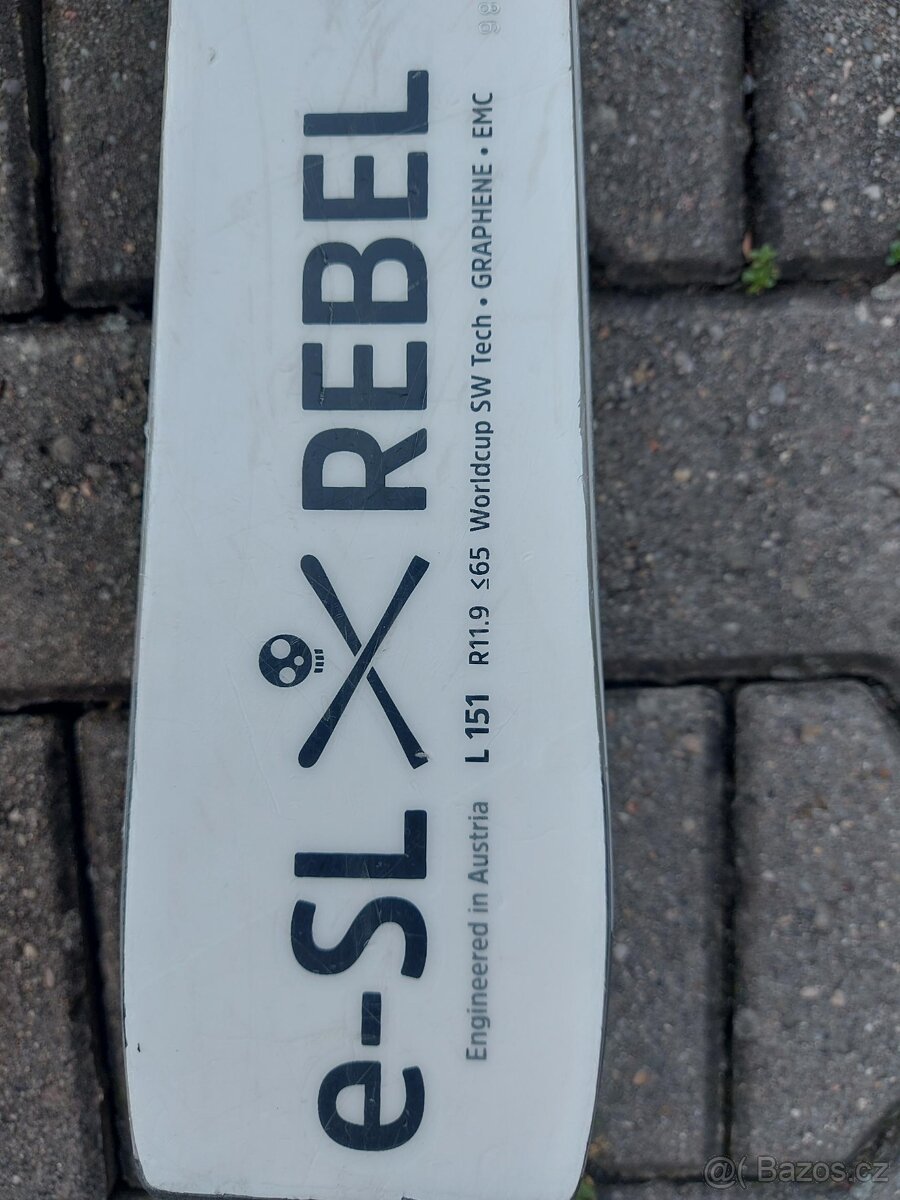 e-SL REBEL
Engineered in Austria L 151 R11.9 ≤65 Worldcup SW Tech • GRAPHENE • EMC
@( Bazos.cz